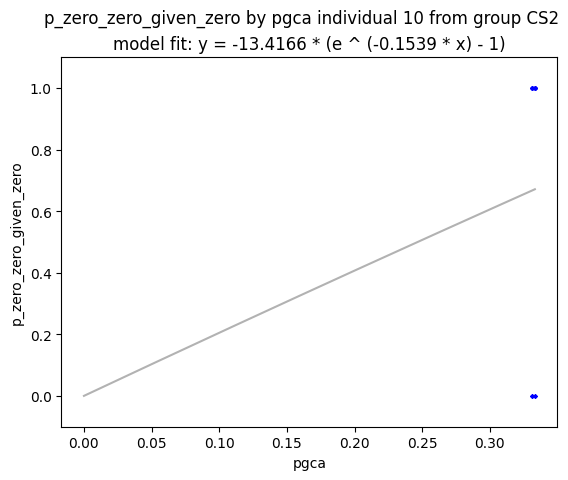 p_zero_zero_given_zero by pgca individual 10 from group CS2
model fit: y = -13.4166 * (e ^ (-0.1539 * x) - 1)
1.0
0.8
0.6
0.4
0.2
0.0
p_zero_zero_given_zero
0.00 0.05 0.10 0.15 0.20 0.25 0.30
pgca